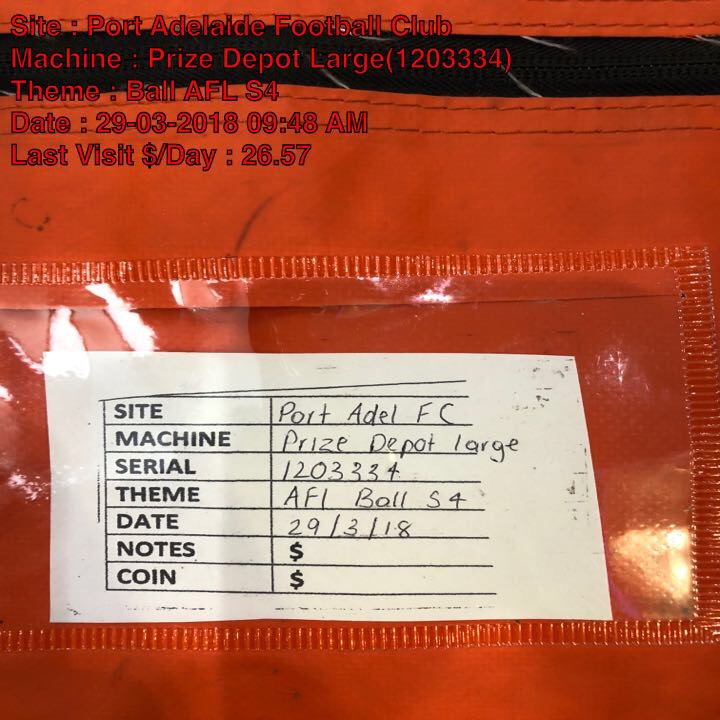 Site : Port Adelaide Football Club
Machine : Prize Depot Large(1203334)
Theme : Ball AFL S4
Date : 29-03-2018 09:48 AM
Last Visit $/Day : 26.57
SITE Port Adel FC
MACHINE Prize Depot large
SERIAL 1203334
THEME AFl Ball S4
DATE 29/3/18
NOTES $
COIN $